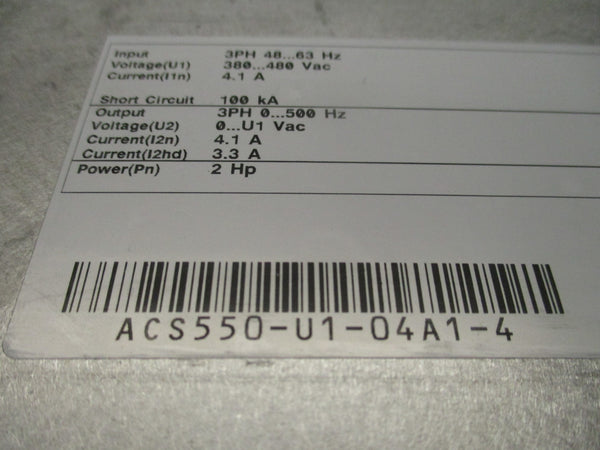 Input 3PH 48...63 Hz
Voltage(U1) 380...480 Vac
Current(I1n) 4.1 A
Short Circuit 100 kA
Output 3PH 0...500 Hz
Voltage(U2) 0...U1 Vac
Current(I2n) 4.1 A
Current(I2hd) 3.3 A
Power(Pn) 2 Hp
ACS550-U1-04A1-4